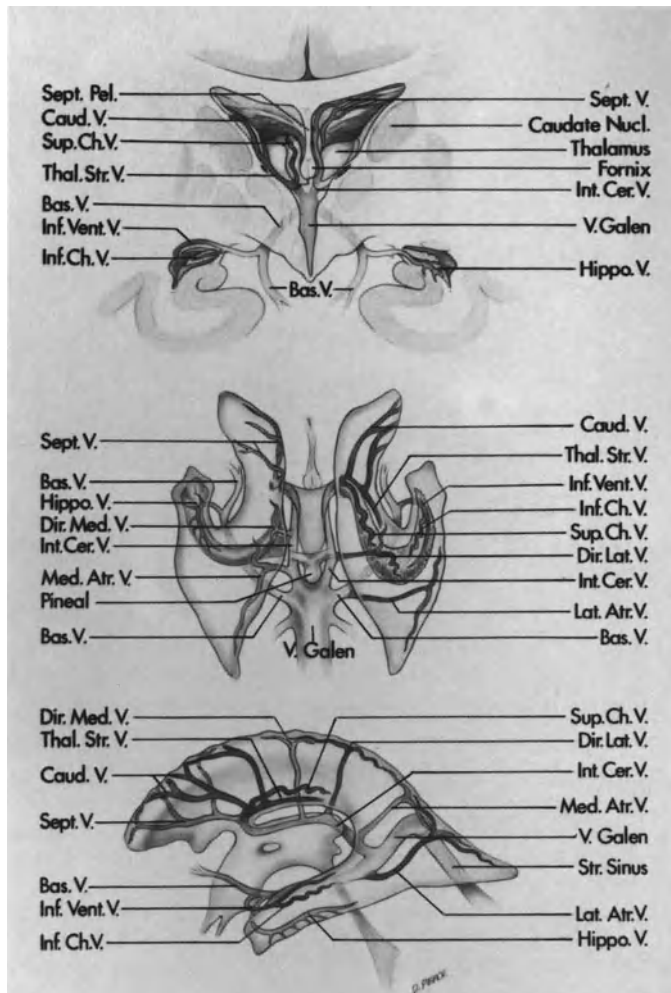 Sept. Pel.
Caud. V.
Sup. Ch. V.
Thal. Str. V.
Bas. V.
Inf. Vent. V.
Inf. Ch. V.
Sept. V.
Caudate Nucl.
Thalamus
Fornix
Int. Cer. V.
V. Galen
Hippo. V.
Bas. V.
Sept. V.
Bas. V.
Hippo. V.
Dir. Med. V.
Int. Cer. V.
Med. Atr. V.
Pineal
Bas. V.
V. Galen
Caud. V.
Thal. Str. V.
Inf. Vent. V.
Inf. Ch. V.
Sup. Ch. V.
Dir. Lat. V.
Int. Cer. V.
Lat. Atr. V.
Bas. V.
Dir. Med. V.
Thal. Str. V.
Caud. V.
Sept. V.
Bas. V.
Inf. Vent. V.
Inf. Ch. V.
Sup. Ch. V.
Dir. Lat. V.
Int. Cer. V.
Med. Atr. V.
V. Galen
Str. Sinus
Lat. Atr. V.
Hippo. V.
D. PIERCE